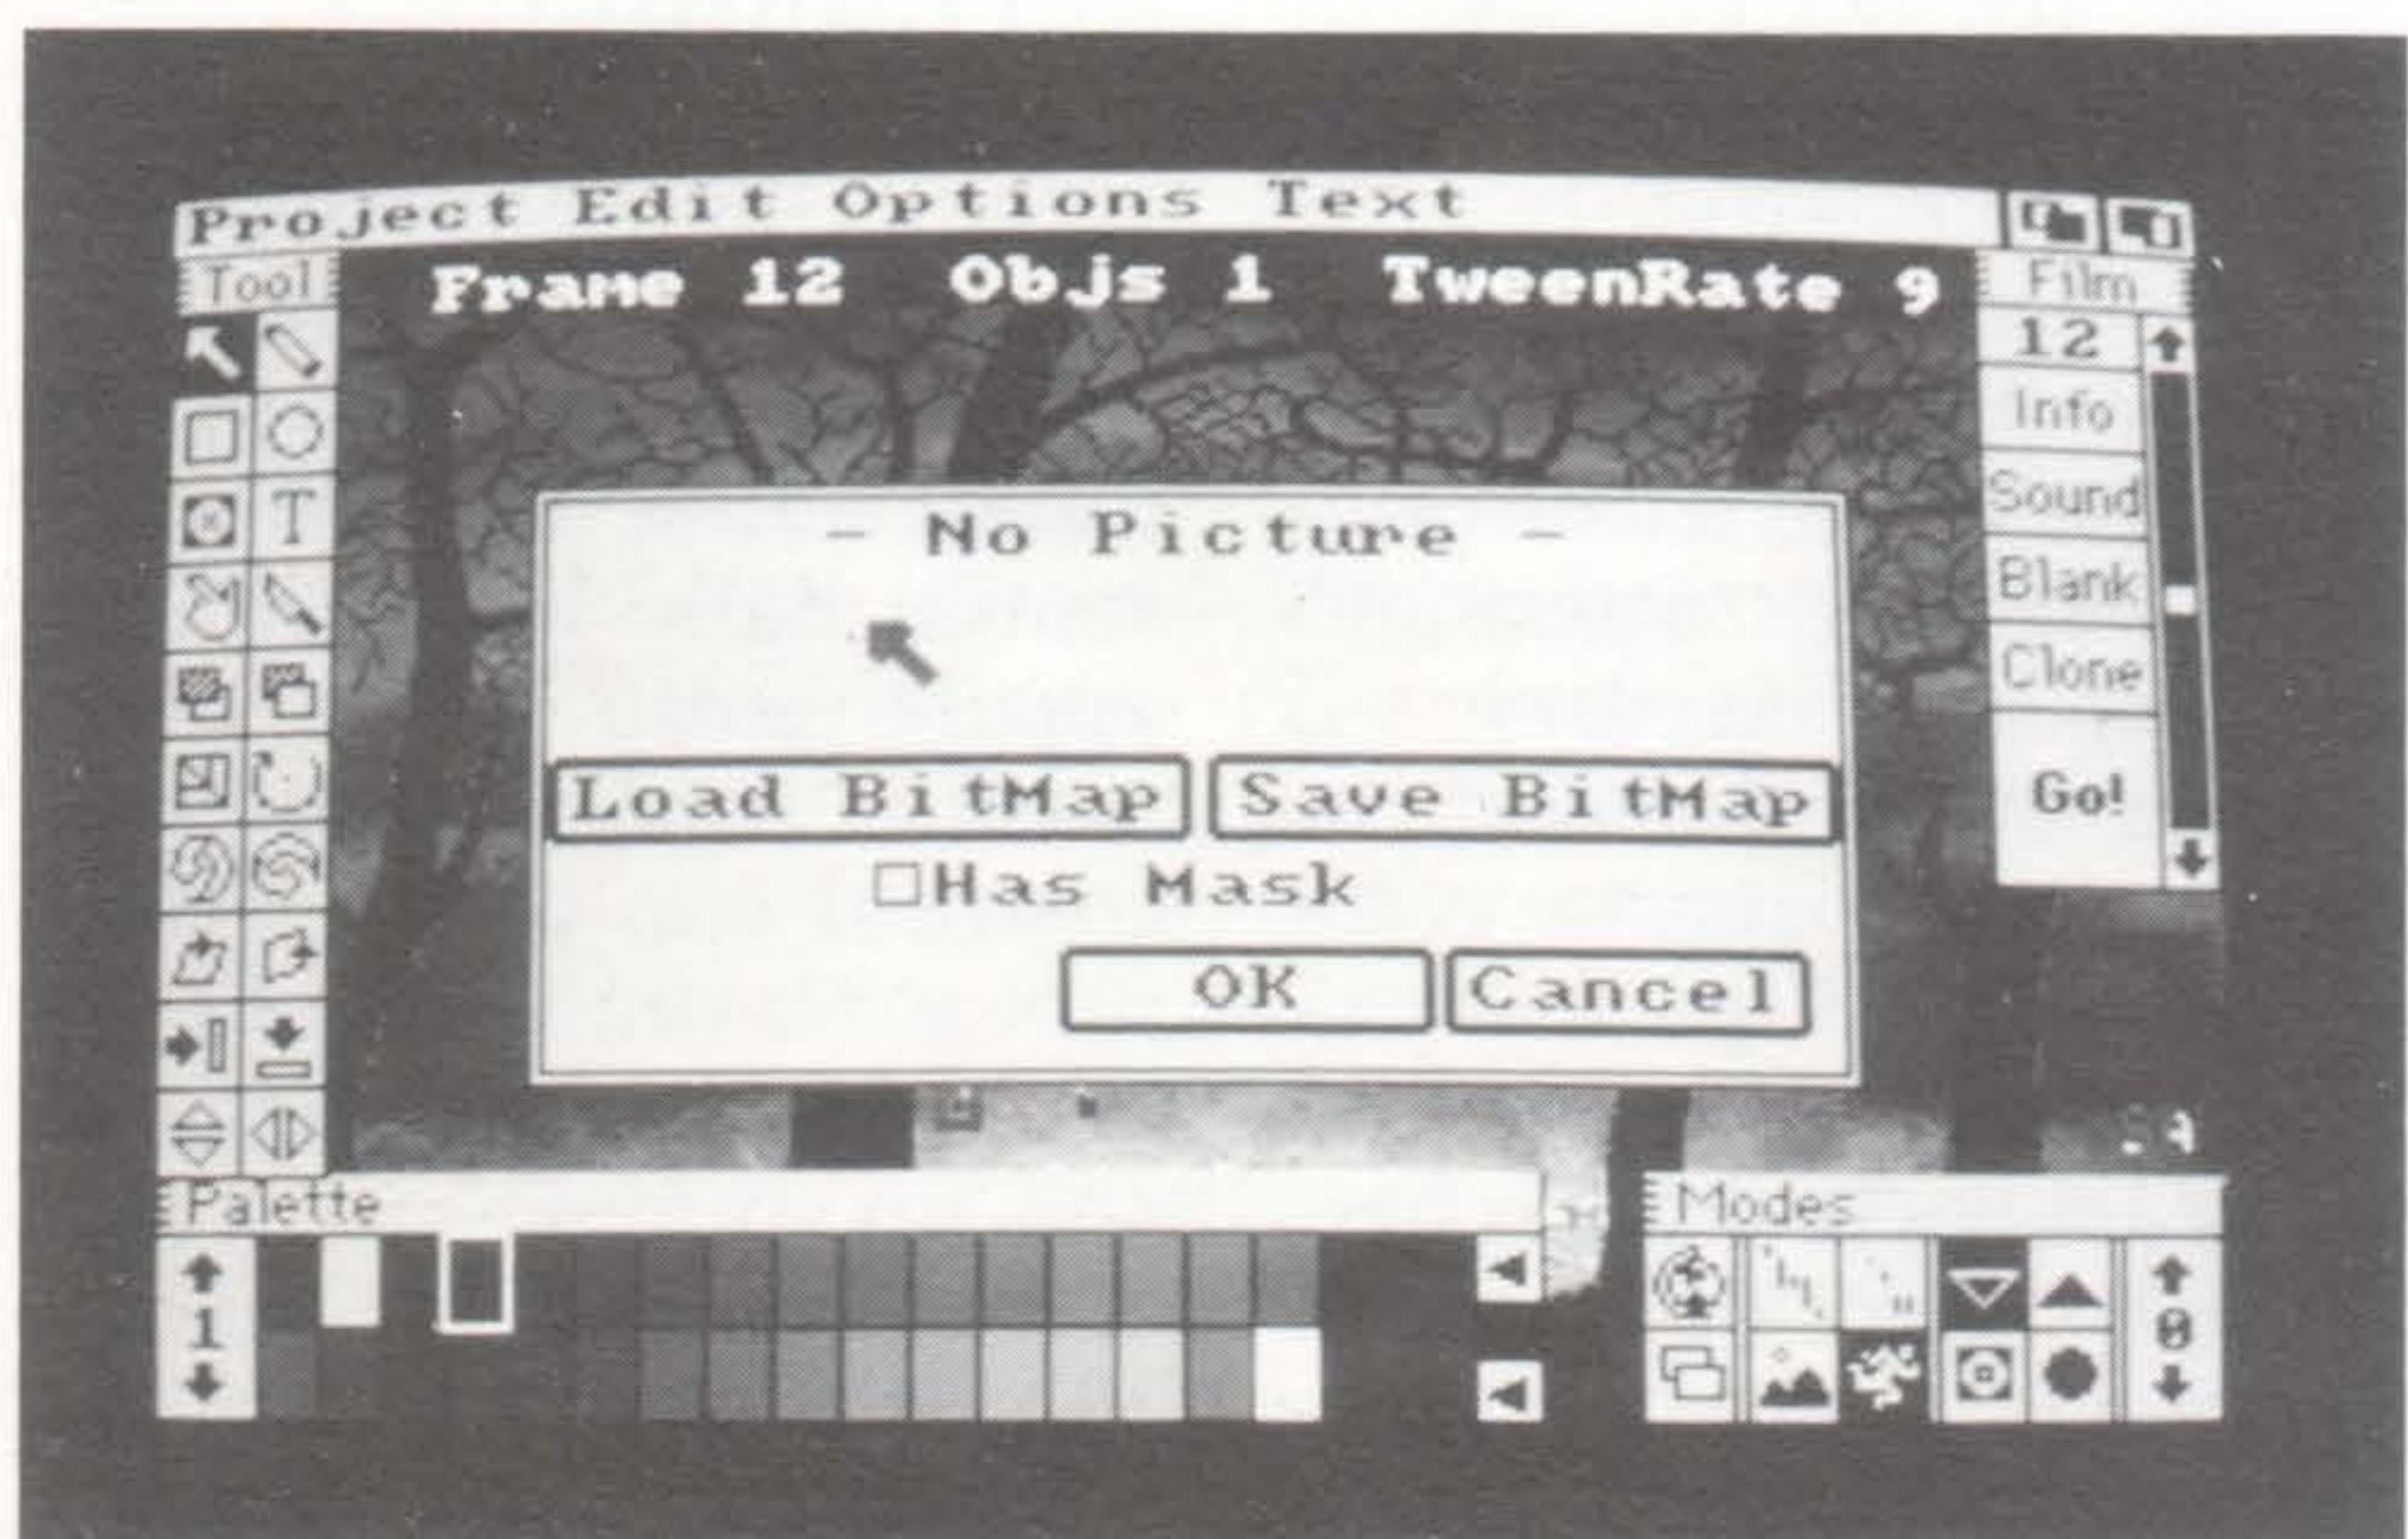 Project Edit Options Text
Tool
Frame 12 Objs 1 TweenRate 9
Film
12
Info
Sound
Blank
Clone
Go!
T
- No Picture -
Load BitMap
Save BitMap
Has Mask
OK
Cancel
Palette
1
Modes
0